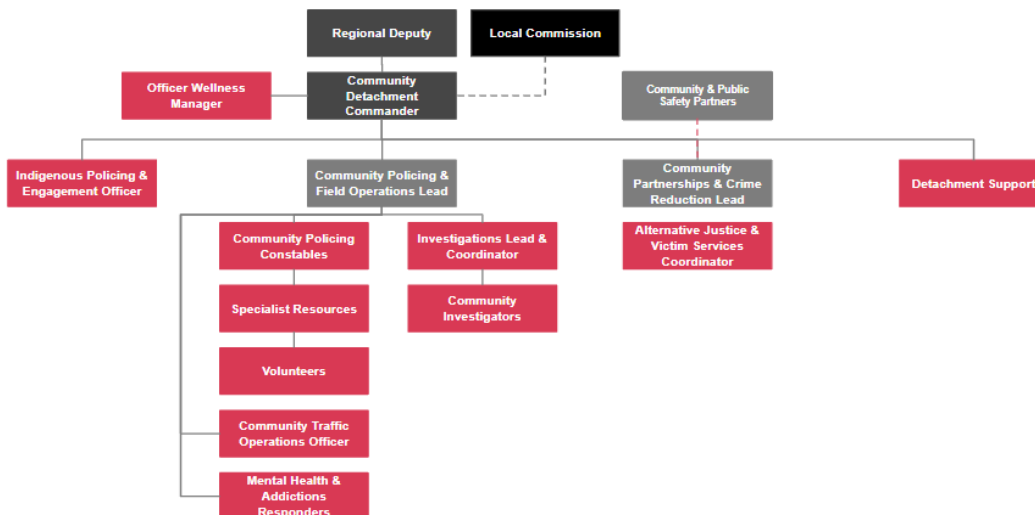 Regional Deputy
Local Commission
Officer Wellness
Manager
Community
Detachment
Commander
Community & Public
Safety Partners
Indigenous Policing &
Engagement Officer
Community Policing &
Field Operations Lead
Community
Partnerships & Crime
Reduction Lead
Detachment Support
Community Policing
Constables
Investigations Lead &
Coordinator
Alternative Justice &
Victim Services
Coordinator
Specialist Resources
Community
Investigators
Volunteers
Community Traffic
Operations Officer
Mental Health &
Addictions
Responders